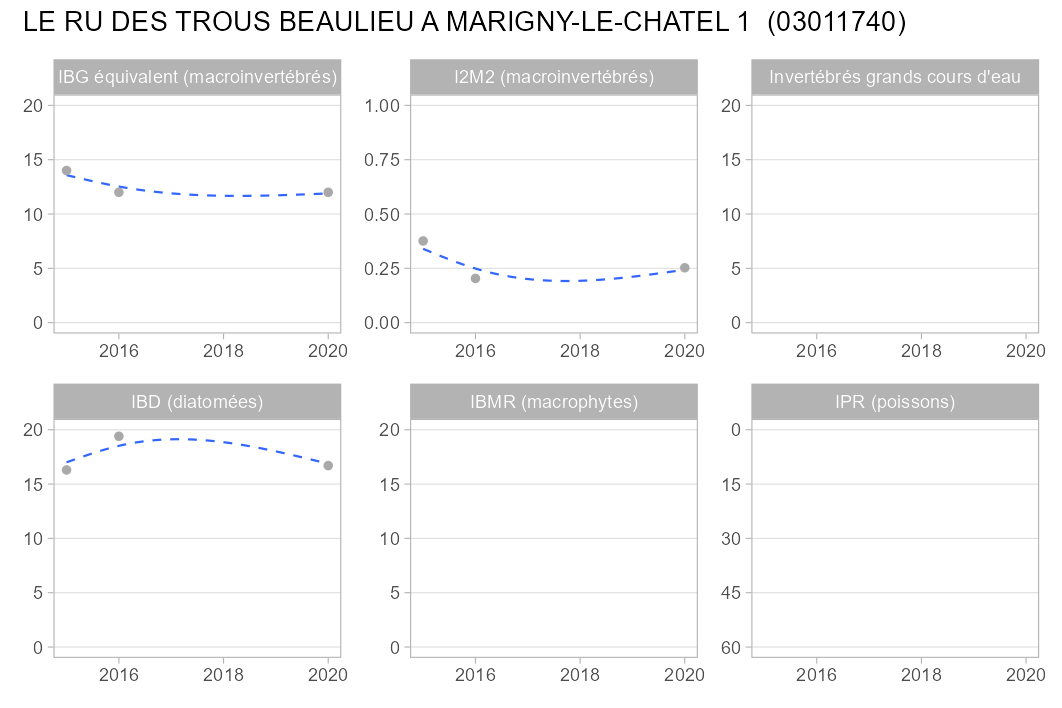 LE RU DES TROUS BEAULIEU A MARIGNY-LE-CHATEL 1 (03011740)
IBG équivalent (macroinvertébrés)
20
15
10
5
0
2016 2018 2020
I2M2 (macroinvertébrés)
1.00
0.75
0.50
0.25
0.00
2016 2018 2020
Invertébrés grands cours d'eau
20
15
10
5
0
2016 2018 2020
IBD (diatomées)
20
15
10
5
0
2016 2018 2020
IBMR (macrophytes)
20
15
10
5
0
2016 2018 2020
IPR (poissons)
0
15
30
45
60
2016 2018 2020